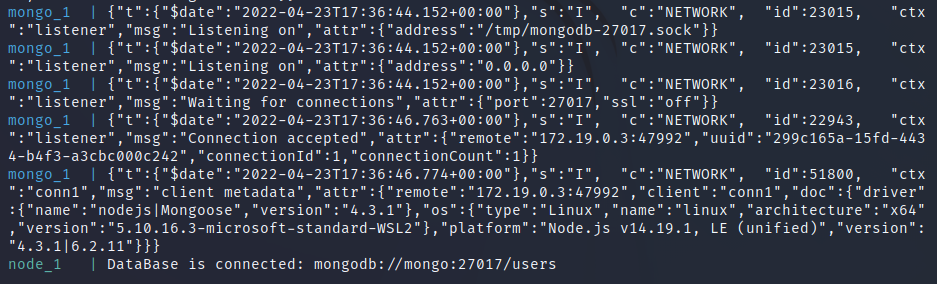 mongo_1  | {"t":{"$date":"2022-04-23T17:36:44.152+00:00"},"s":"I",  "c":"NETWORK",  "id":23015,   "ctx
":"listener","msg":"Listening on","attr":{"address":"/tmp/mongodb-27017.sock"}}
mongo_1  | {"t":{"$date":"2022-04-23T17:36:44.152+00:00"},"s":"I",  "c":"NETWORK",  "id":23015,   "ctx
":"listener","msg":"Listening on","attr":{"address":"0.0.0.0"}}
mongo_1  | {"t":{"$date":"2022-04-23T17:36:44.152+00:00"},"s":"I",  "c":"NETWORK",  "id":23016,   "ctx
":"listener","msg":"Waiting for connections","attr":{"port":27017,"ssl":"off"}}
mongo_1  | {"t":{"$date":"2022-04-23T17:36:46.763+00:00"},"s":"I",  "c":"NETWORK",  "id":22943,   "ctx
":"listener","msg":"Connection accepted","attr":{"remote":"172.19.0.3:47992","uuid":"299c165a-15fd-443
4-b4f3-a3cbc000c242","connectionId":1,"connectionCount":1}}
mongo_1  | {"t":{"$date":"2022-04-23T17:36:46.774+00:00"},"s":"I",  "c":"NETWORK",  "id":51800,   "ctx
":"conn1","msg":"client metadata","attr":{"remote":"172.19.0.3:47992","client":"conn1","doc":{"driver"
:{"name":"nodejs|Mongoose","version":"4.3.1"},"os":{"type":"Linux","name":"linux","architecture":"x64"
,"version":"5.10.16.3-microsoft-standard-WSL2"},"platform":"Node.js v14.19.1, LE (unified)","version":
"4.3.1|6.2.11"}}}
node_1   | DataBase is connected: mongodb://mongo:27017/users